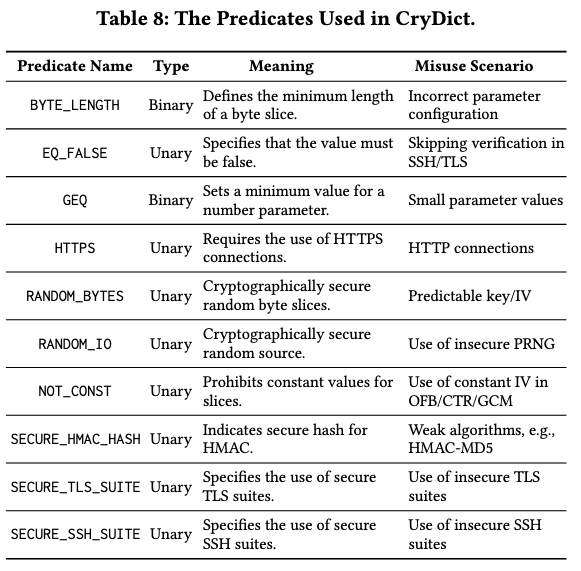 Table 8: The Predicates Used in CryDict.
Predicate Name Type Meaning Misuse Scenario
BYTE_LENGTH Binary Defines the minimum length of a byte slice. Incorrect parameter configuration
EQ_FALSE Unary Specifies that the value must be false. Skipping verification in SSH/TLS
GEQ Binary Sets a minimum value for a number parameter. Small parameter values
HTTPS Unary Requires the use of HTTPS connections. HTTP connections
RANDOM_BYTES Unary Cryptographically secure random byte slices. Predictable key/IV
RANDOM_IO Unary Cryptographically secure random source. Use of insecure PRNG
NOT_CONST Unary Prohibits constant values for slices. Use of constant IV in OFB/CTR/GCM
SECURE_HMAC_HASH Unary Indicates secure hash for HMAC. Weak algorithms, e.g., HMAC-MD5
SECURE_TLS_SUITE Unary Specifies the use of secure TLS suites. Use of insecure TLS suites
SECURE_SSH_SUITE Unary Specifies the use of secure SSH suites. Use of insecure SSH suites